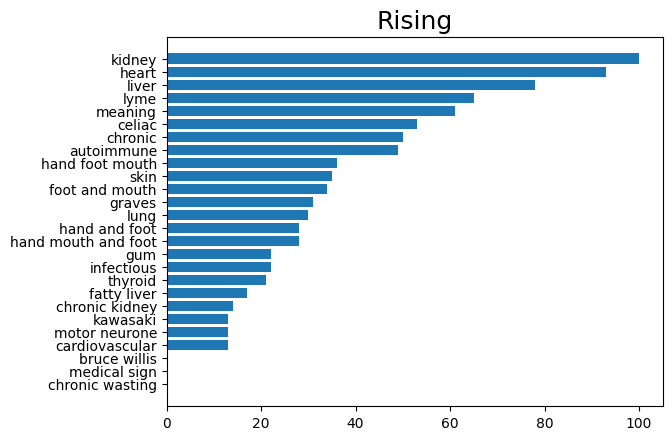 Rising
kidney
heart
liver
lyme
meaning
celiac
chronic
autoimmune
hand foot mouth
skin
foot and mouth
graves
lung
hand and foot
hand mouth and foot
gum
infectious
thyroid
fatty liver
chronic kidney
kawasaki
motor neurone
cardiovascular
bruce willis
medical sign
chronic wasting
0 20 40 60 80 100